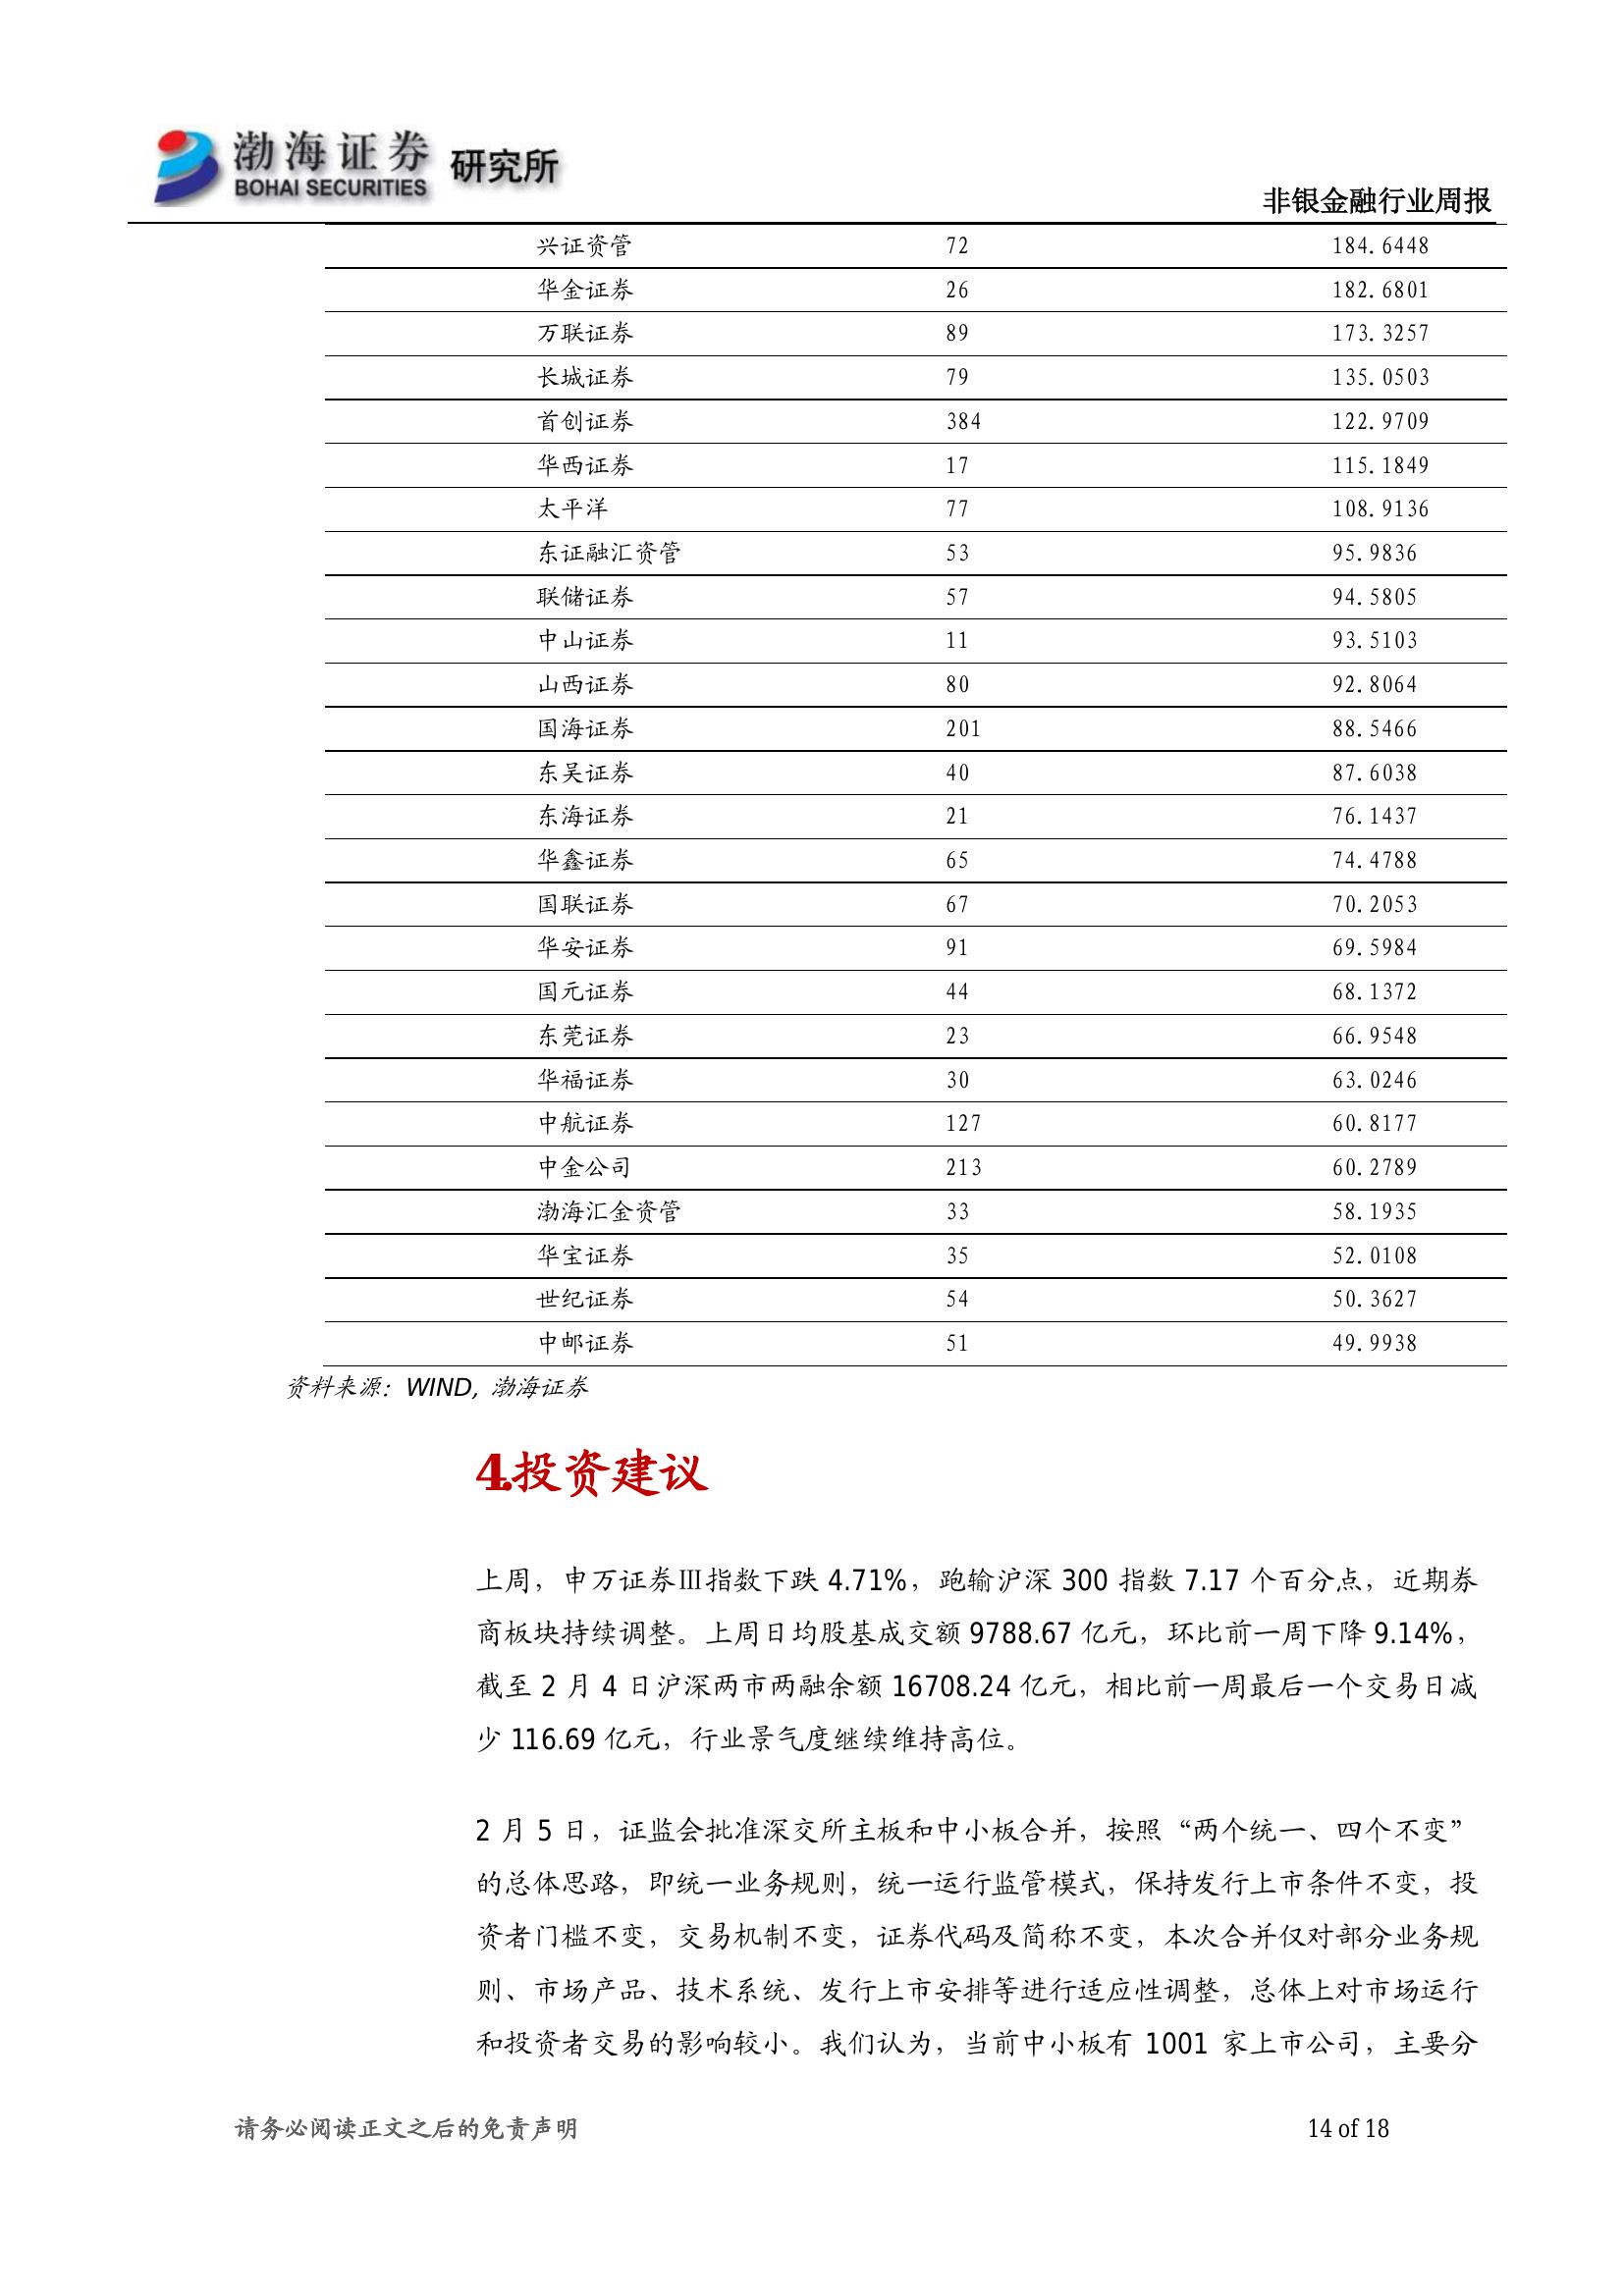 渤海证券 研究所
BOHAI SECURITIES
非银金融行业周报
兴证资管 72 184.6448
华金证券 26 182.6801
万联证券 89 173.3257
长城证券 79 135.0503
首创证券 384 122.9709
华西证券 17 115.1849
太平洋 77 108.9136
东证融汇资管 53 95.9836
联储证券 57 94.5805
中山证券 11 93.5103
山西证券 80 92.8064
国海证券 201 88.5466
东吴证券 40 87.6038
东海证券 21 76.1437
华鑫证券 65 74.4788
国联证券 67 70.2053
华安证券 91 69.5984
国元证券 44 68.1372
东莞证券 23 66.9548
华福证券 30 63.0246
中航证券 127 60.8177
中金公司 213 60.2789
渤海汇金资管 33 58.1935
华宝证券 35 52.0108
世纪证券 54 50.3627
中邮证券 51 49.9938
资料来源：WIND, 渤海证券
4.投资建议
上周，申万证券Ⅲ指数下跌 4.71%，跑输沪深 300 指数 7.17 个百分点，近期券
商板块持续调整。上周日均股基成交额 9788.67 亿元，环比前一周下降 9.14%，
截至 2 月 4 日沪深两市两融余额 16708.24 亿元，相比前一周最后一个交易日减
少 116.69 亿元，行业景气度继续维持高位。
2 月 5 日，证监会批准深交所主板和中小板合并，按照“两个统一、四个不变”
的总体思路，即统一业务规则，统一运行监管模式，保持发行上市条件不变，投
资者门槛不变，交易机制不变，证券代码及简称不变，本次合并仅对部分业务规
则、市场产品、技术系统、发行上市安排等进行适应性调整，总体上对市场运行
和投资者交易的影响较小。我们认为，当前中小板有 1001 家上市公司，主要分
请务必阅读正文之后的免责声明 14 of 18